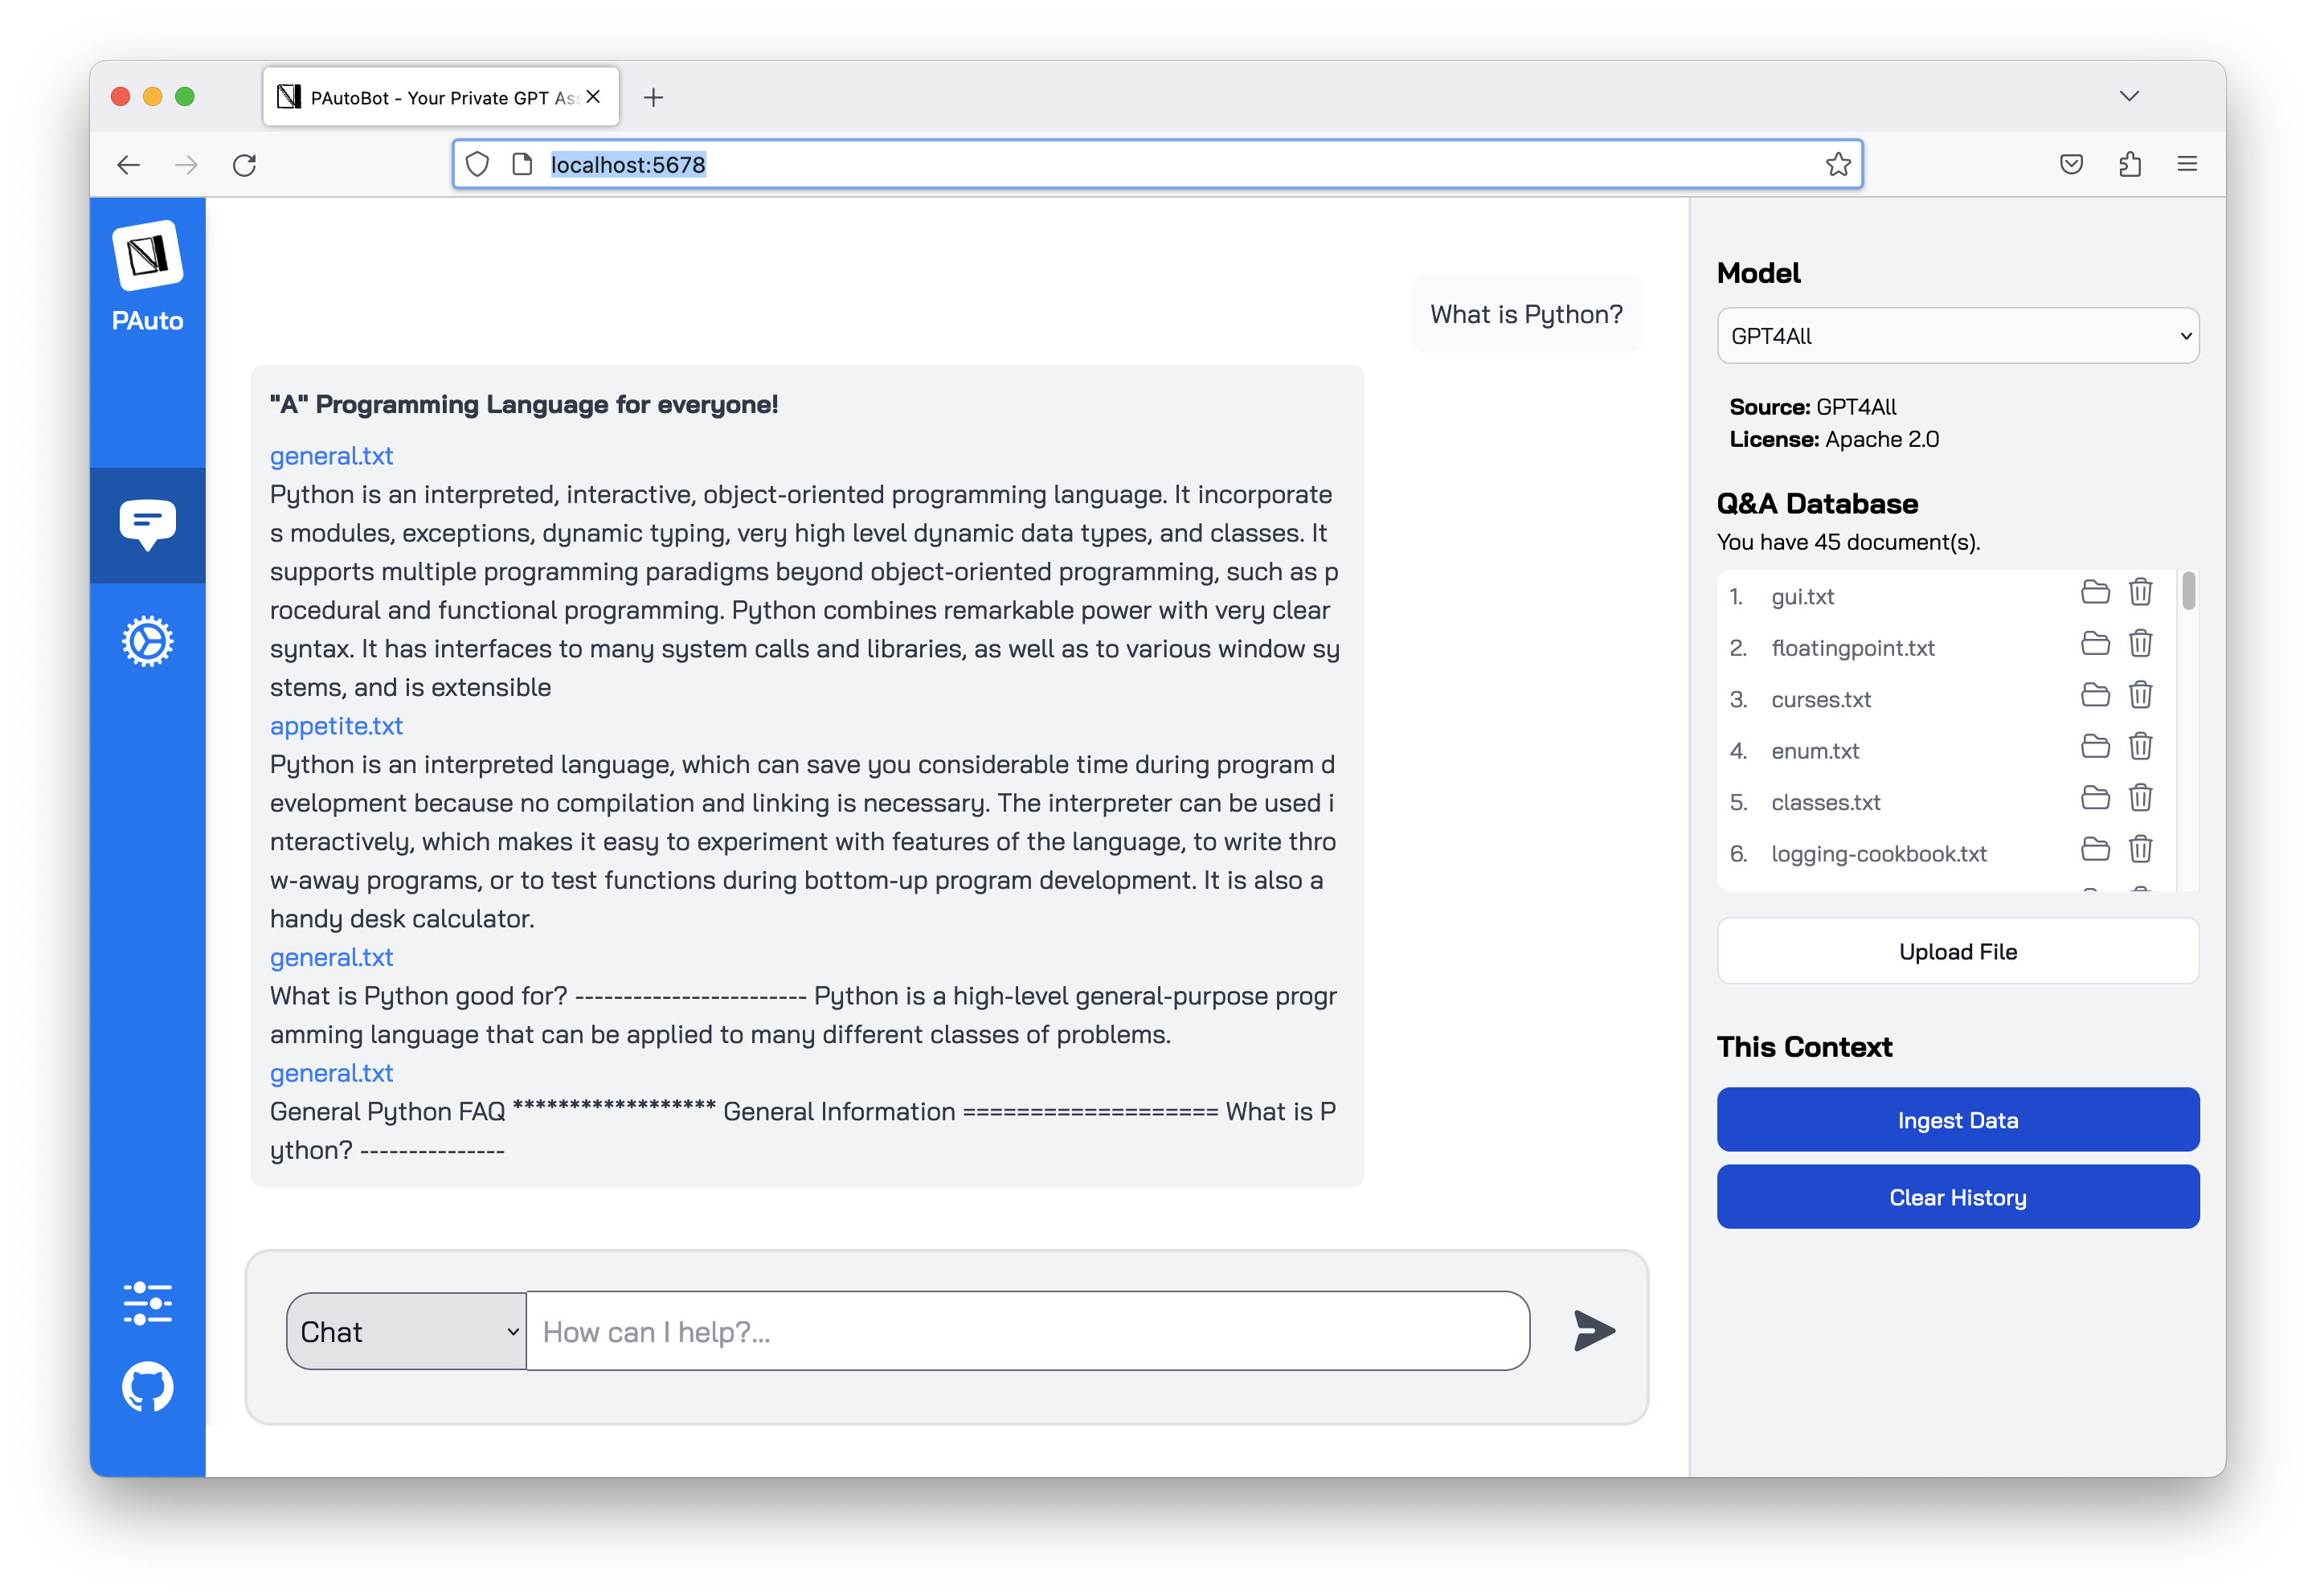 PAutoBot - Your Private GPT Ass
localhost:5678
PAuto
What is Python?
"A" Programming Language for everyone!
general.txt
Python is an interpreted, interactive, object-oriented programming language. It incorporate
s modules, exceptions, dynamic typing, very high level dynamic data types, and classes. It
supports multiple programming paradigms beyond object-oriented programming, such as p
rocedural and functional programming. Python combines remarkable power with very clear
syntax. It has interfaces to many system calls and libraries, as well as to various window sy
stems, and is extensible
appetite.txt
Python is an interpreted language, which can save you considerable time during program d
evelopment because no compilation and linking is necessary. The interpreter can be used i
nteractively, which makes it easy to experiment with features of the language, to write thro
w-away programs, or to test functions during bottom-up program development. It is also a
handy desk calculator.
general.txt
What is Python good for? ------------------------ Python is a high-level general-purpose progr
amming language that can be applied to many different classes of problems.
general.txt
General Python FAQ ****************** General Information =================== What is P
ython? ---------------
Chat
How can I help?...
Model
GPT4All
Source: GPT4All
License: Apache 2.0
Q&A Database
You have 45 document(s).
1. gui.txt
2. floatingpoint.txt
3. curses.txt
4. enum.txt
5. classes.txt
6. logging-cookbook.txt
Upload File
This Context
Ingest Data
Clear History